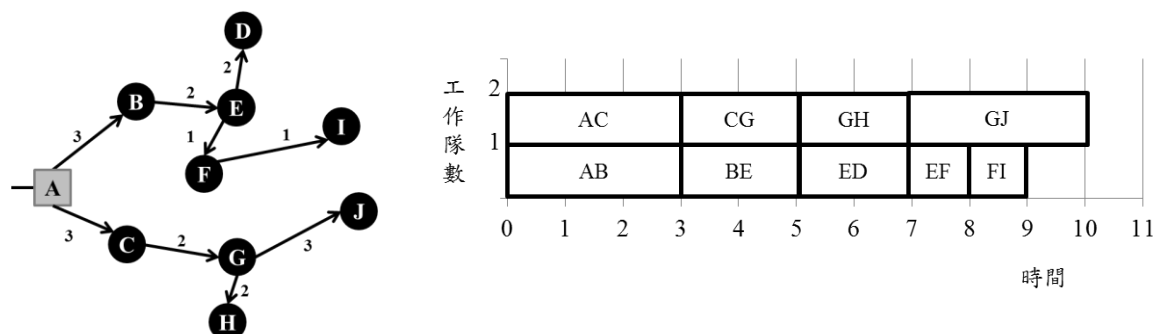 D
2
B
2
E
I
3
1
1
F
A
J
3
C
2
G
3
2
H
工作隊數
2
1
AC
CG
GH
GJ
AB
BE
ED
EF
FI
0 1 2 3 4 5 6 7 8 9 10 11
時間